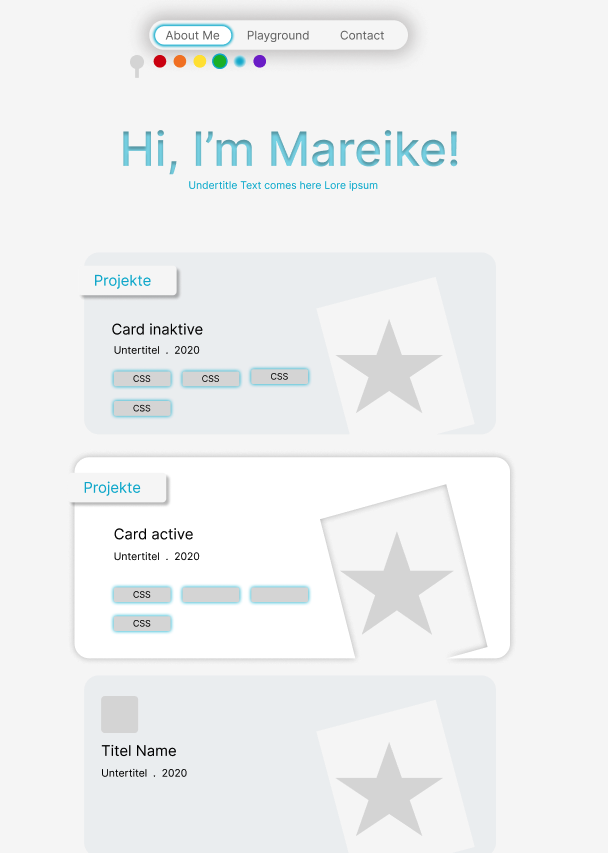 About Me Playground Contact
Hi, I’m Mareike!
Undertitle Text comes here Lore ipsum
Projekte
Card inaktive
Untertitel . 2020
CSS CSS CSS
CSS
Projekte
Card active
Untertitel . 2020
CSS
CSS
Titel Name
Untertitel . 2020